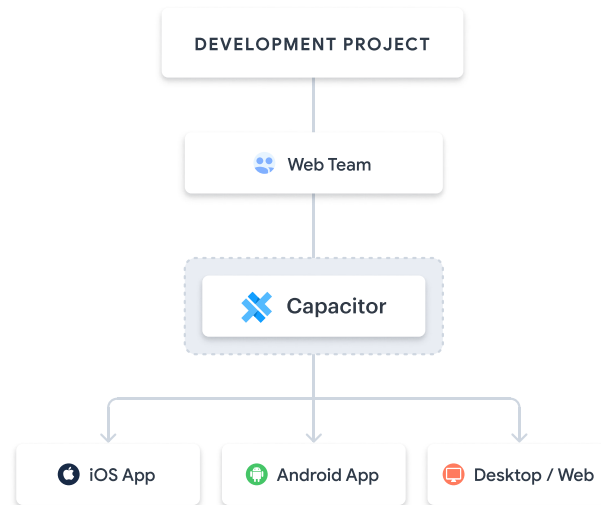 DEVELOPMENT PROJECT
Web Team
Capacitor
iOS App
Android App
Desktop / Web